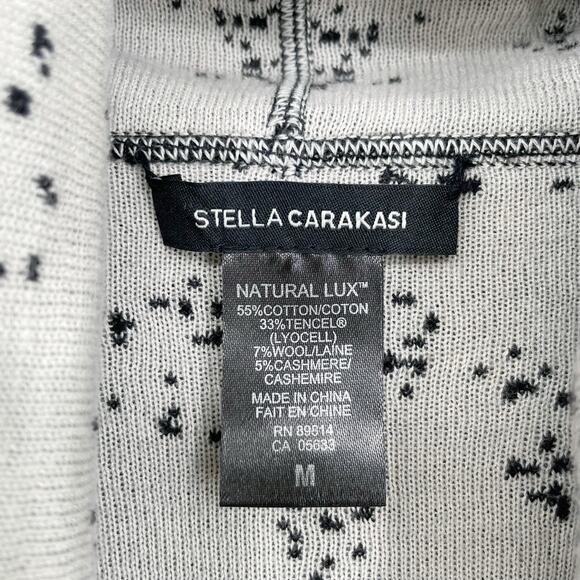 STELLA CARAKASI
NATURAL LUX™
55%COTTON/COTON
33%TENCEL®
(LYOCELL)
7%WOOL/LAINE
5%CASHMERE/
CASHEMIRE
MADE IN CHINA
FAIT EN CHINE
RN 89814
CA 05633
M